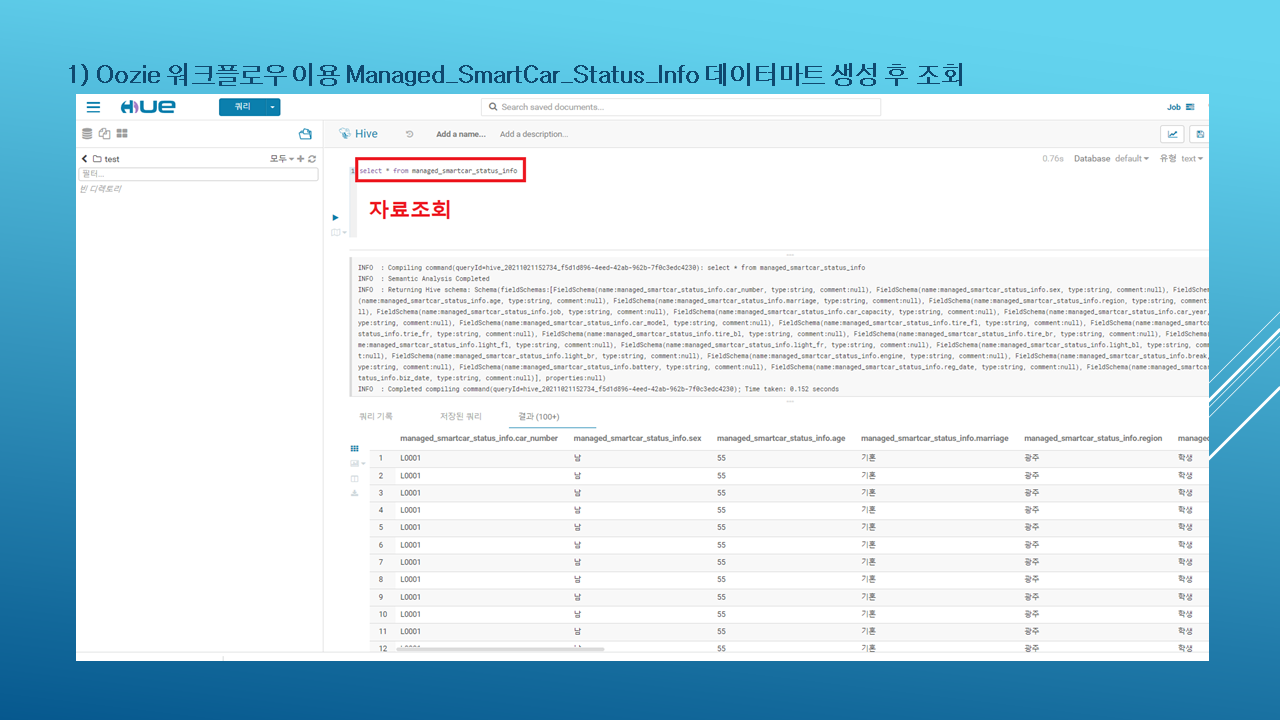 1) Oozie 워크플로우 이용 Managed_SmartCar_Status_Info 데이터마트 생성 후 조회
HUE
쿼리
Search saved documents...
Job
Hive
Add a name...
Add a description...
test
모두
0.76s Database default 유형 text
필터...
빈 디렉토리
1 select * from managed_smartcar_status_info
자료조회
INFO : Compiling command(queryId=hive_20211021152734_f5d1d896-4eed-42ab-962b-7f0c3edc4230): select * from managed_smartcar_status_info
INFO : Semantic Analysis Completed
INFO : Returning Hive schema: Schema(fieldSchemas:[FieldSchema(name:managed_smartcar_status_info.car_number, type:string, comment:null), FieldSchema(name:managed_smartcar_status_info.sex, type:string, comment:null), FieldSchem
(name:managed_smartcar_status_info.age, type:string, comment:null), FieldSchema(name:managed_smartcar_status_info.marriage, type:string, comment:null), FieldSchema(name:managed_smartcar_status_info.region, type:string, comment
ll), FieldSchema(name:managed_smartcar_status_info.job, type:string, comment:null), FieldSchema(name:managed_smartcar_status_info.car_capacity, type:string, comment:null), FieldSchema(name:managed_smartcar_status_info.car_year,
ype:string, comment:null), FieldSchema(name:managed_smartcar_status_info.car_model, type:string, comment:null), FieldSchema(name:managed_smartcar_status_info.tire_fl, type:string, comment:null), FieldSchema(name:managed_smartcar
status_info.trie_fr, type:string, comment:null), FieldSchema(name:managed_smartcar_status_info.tire_bl, type:string, comment:null), FieldSchema(name:managed_smartcar_status_info.tire_br, type:string, comment:null), FieldSchema(
me:managed_smartcar_status_info.light_fl, type:string, comment:null), FieldSchema(name:managed_smartcar_status_info.light_fr, type:string, comment:null), FieldSchema(name:managed_smartcar_status_info.light_bl, type:string, comm
t:null), FieldSchema(name:managed_smartcar_status_info.light_br, type:string, comment:null), FieldSchema(name:managed_smartcar_status_info.engine, type:string, comment:null), FieldSchema(name:managed_smartcar_status_info.break,
ype:string, comment:null), FieldSchema(name:managed_smartcar_status_info.battery, type:string, comment:null), FieldSchema(name:managed_smartcar_status_info.reg_date, type:string, comment:null), FieldSchema(name:managed_smartcar
tatus_info.biz_date, type:string, comment:null)], properties:null)
INFO : Completed compiling command(queryId=hive_20211021152734_f5d1d896-4eed-42ab-962b-7f0c3edc4230); Time taken: 0.152 seconds
쿼리 기록 저장된 쿼리 결과 (100+)
managed_smartcar_status_info.car_number managed_smartcar_status_info.sex managed_smartcar_status_info.age managed_smartcar_status_info.marriage managed_smartcar_status_info.region manage
1 L0001 남 55 기혼 광주 학생
2 L0001 남 55 기혼 광주 학생
3 L0001 남 55 기혼 광주 학생
4 L0001 남 55 기혼 광주 학생
5 L0001 남 55 기혼 광주 학생
6 L0001 남 55 기혼 광주 학생
7 L0001 남 55 기혼 광주 학생
8 L0001 남 55 기혼 광주 학생
9 L0001 남 55 기혼 광주 학생
10 L0001 남 55 기혼 광주 학생
11 L0001 남 55 기혼 광주 학생
12 L0001 남 55 기혼 광주 학생